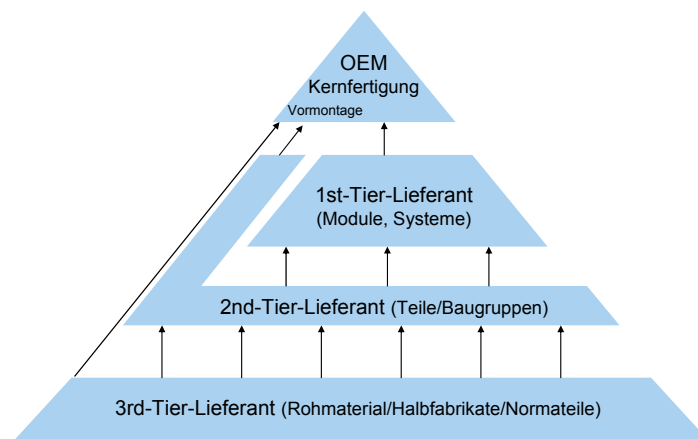 OEM
Kernfertigung
Vormontage
1st-Tier-Lieferant
(Module, Systeme)
2nd-Tier-Lieferant (Teile/Baugruppen)
3rd-Tier-Lieferant (Rohmaterial/Halbfabrikate/Normateile)